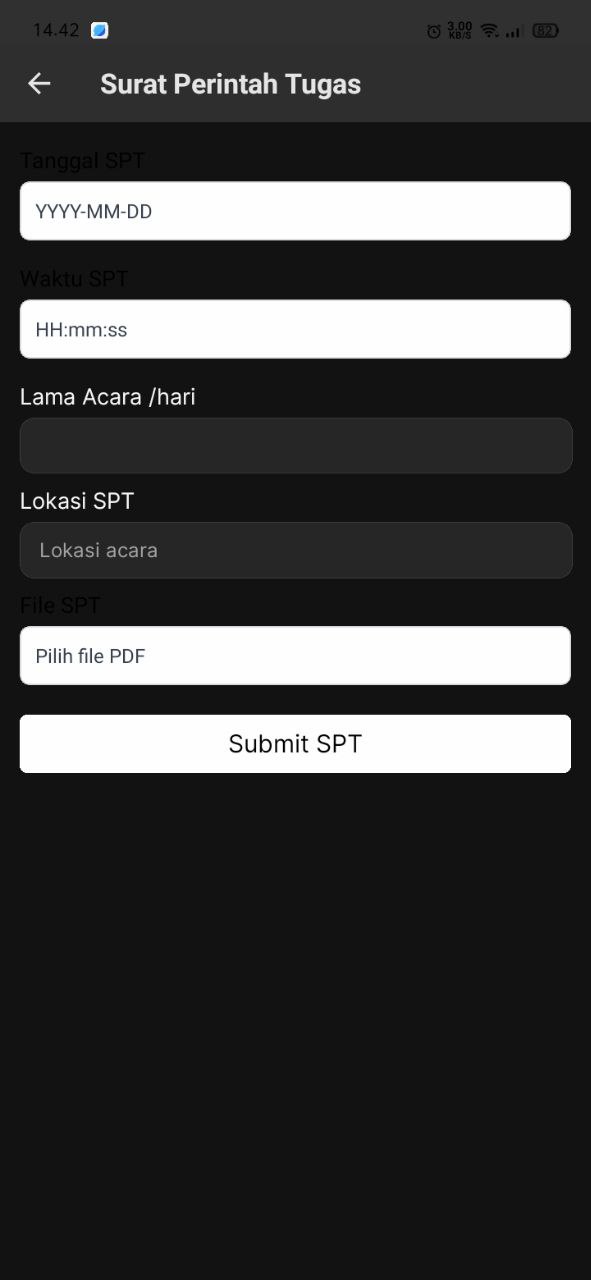 14.42
3.00
KB/S
82
Surat Perintah Tugas
Tanggal SPT
YYYY-MM-DD
Waktu SPT
HH:mm:ss
Lama Acara /hari
Lokasi SPT
Lokasi acara
File SPT
Pilih file PDF
Submit SPT